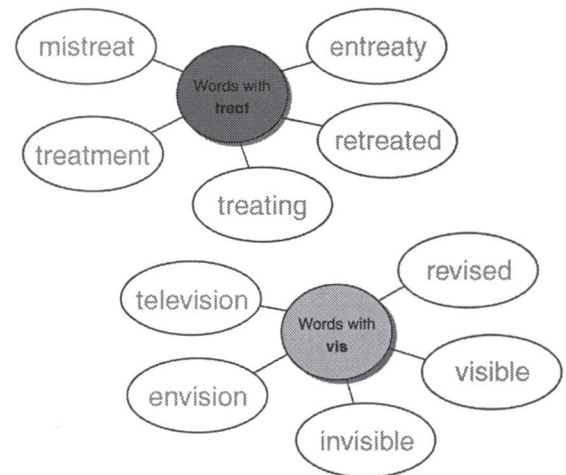 mistreat
entreaty
Words with
treat
treatment
retreated
treating
television
revised
Words with
vis
envision
visible
invisible